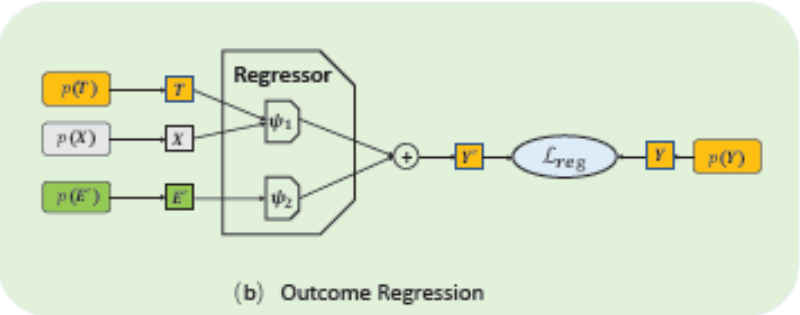 Regressor
p(T) T
ψ₁
p(X) X
+ Y' ℒreg Y p(Y)
p(E') E' ψ₂
(b) Outcome Regression